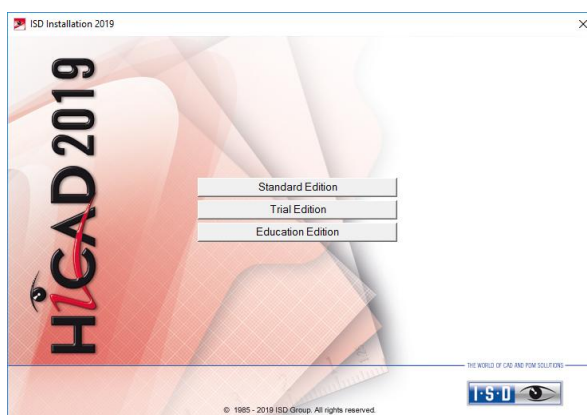 ISD Installation 2019
HiCAD 2019
Standard Edition
Trial Edition
Education Edition
THE WORLD OF CAD AND PDM SOLUTIONS
I·S·D
© 1985 - 2019 ISD Group. All rights reserved.